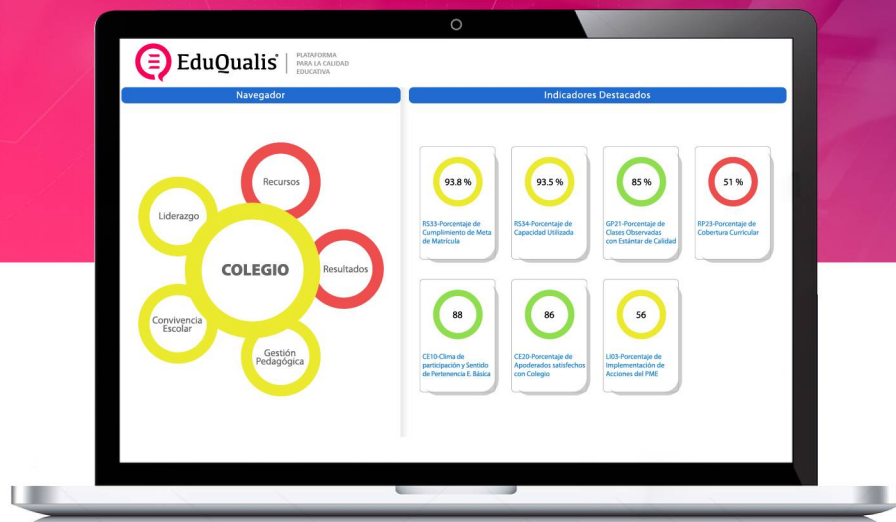 EduQualis
PLATAFORMA
PARA LA CALIDAD
EDUCATIVA
Navegador
Recursos
Liderazgo
COLEGIO
Resultados
Convivencia
Escolar
Gestión
Pedagógica
Indicadores Destacados
93.8 %
RS33-Porcentaje de
Cumplimiento de Meta
de Matrícula
93.5 %
RS34-Porcentaje de
Capacidad Utilizada
85 %
GP21-Porcentaje de
Clases Observadas
con Estántar de Calidad
51 %
RP23-Porcentaje de
Cobertura Curricular
88
CE10-Clima de
participación y Sentido
de Pertenencia E. Básica
86
CE20-Porcentaje de
Apoderados satisfechos
con Colegio
56
LI03-Porcentaje de
Implementación de
Acciones del PME